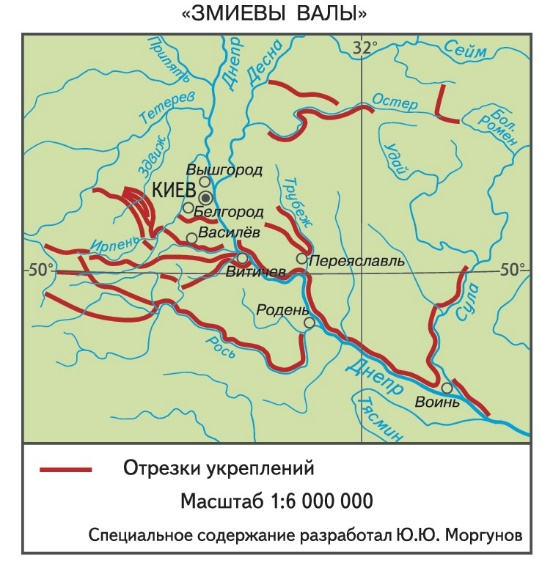 «ЗМИЕВЫ ВАЛЫ»
32°
Припять
Днепр
Десна
Сейм
Тетерев
Остер
Бол.
Ромен
Здвиж
Удай
Вышгород
КИЕВ
Трубеж
Белгород
Василёв
Ирпень
Переяславль
50°
Витичев
50°
Родень
Сула
Рось
Днепр
Воинь
Тясмин
Отрезки укреплений
Масштаб 1:6 000 000
Специальное содержание разработал Ю.Ю. Моргунов